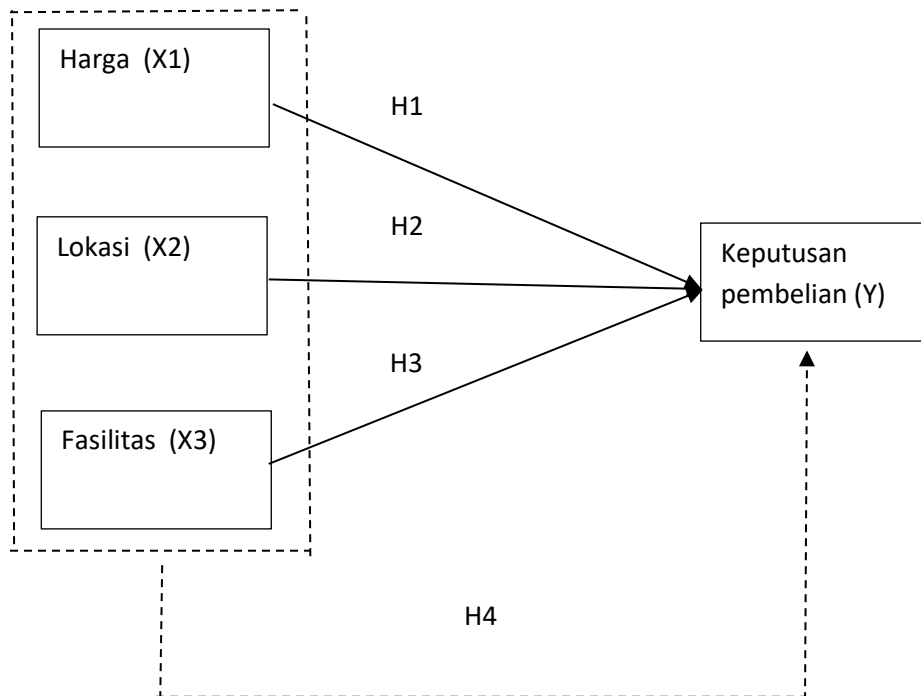 Harga (X1)
H1
Lokasi (X2)
H2
Keputusan
pembelian (Y)
H3
Fasilitas (X3)
H4